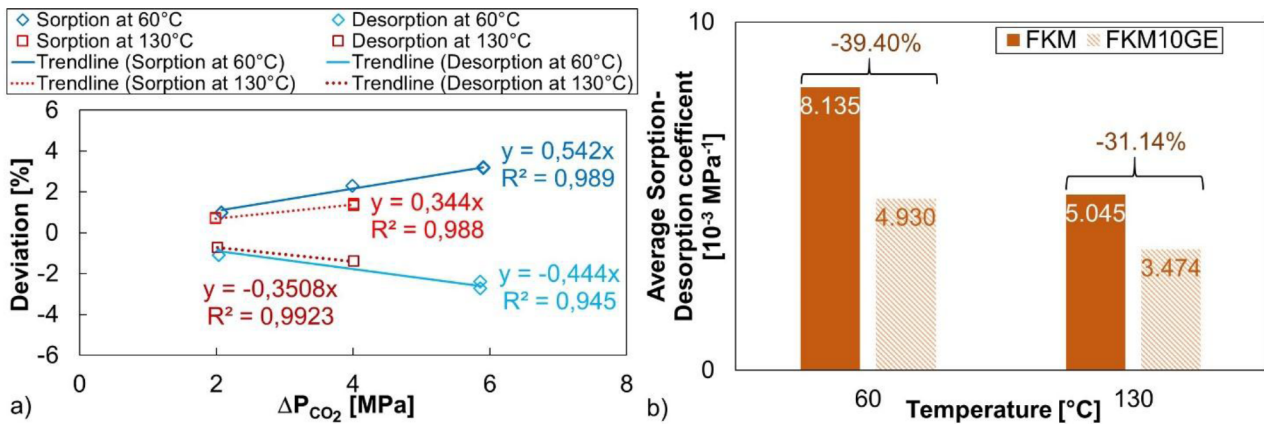 Sorption at 60°C
Desorption at 60°C
Sorption at 130°C
Desorption at 130°C
Trendline (Sorption at 60°C)
Trendline (Desorption at 60°C)
Trendline (Sorption at 130°C)
Trendline (Desorption at 130°C)
Deviation [%]
6
4
2
0
-2
-4
-6
y = 0,542x
R² = 0,989
y = 0,344x
R² = 0,988
y = -0,444x
R² = 0,945
y = -0,3508x
R² = 0,9923
0 2 4 6 8
ΔP_CO₂ [MPa]
a)
Average Sorption-
Desorption coefficent
[10⁻³ MPa⁻¹]
10
0
FKM FKM10GE
-39.40%
8.135
4.930
-31.14%
5.045
3.474
60 130
Temperature [°C]
b)